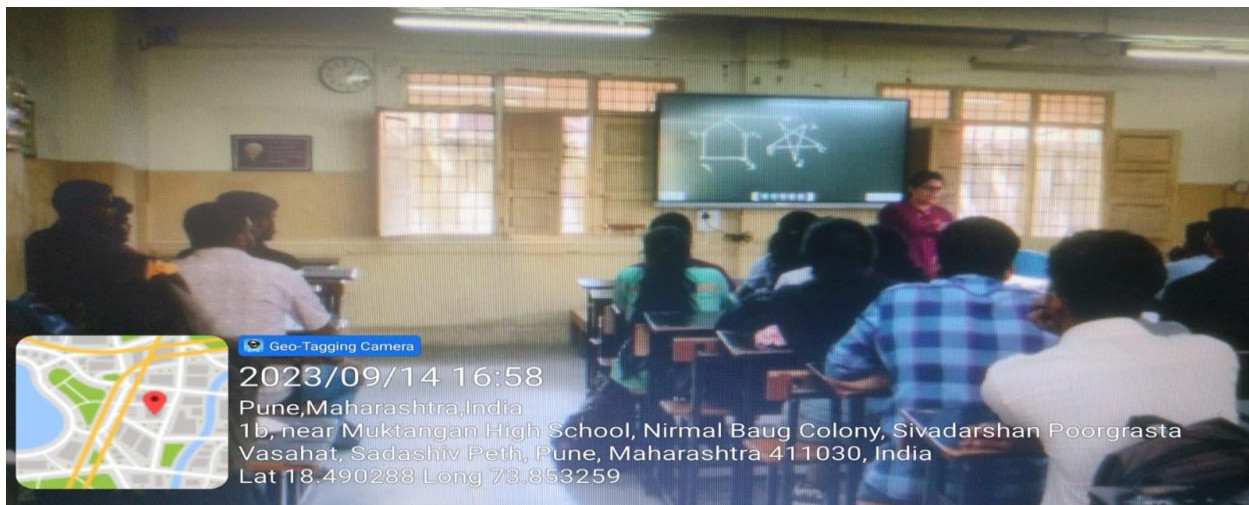 Geo-Tagging Camera
2023/09/14 16:58
Pune,Maharashtra,India
1b, near Muktangan High School, Nirmal Baug Colony, Sivadarshan Poorgrasta
Vasahat, Sadashiv Peth, Pune, Maharashtra 411030, India
Lat 18.490288 Long 73.853259